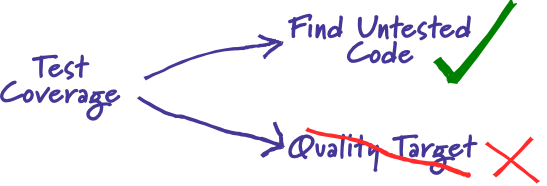 Test
Coverage
Find Untested
Code
Quality Target